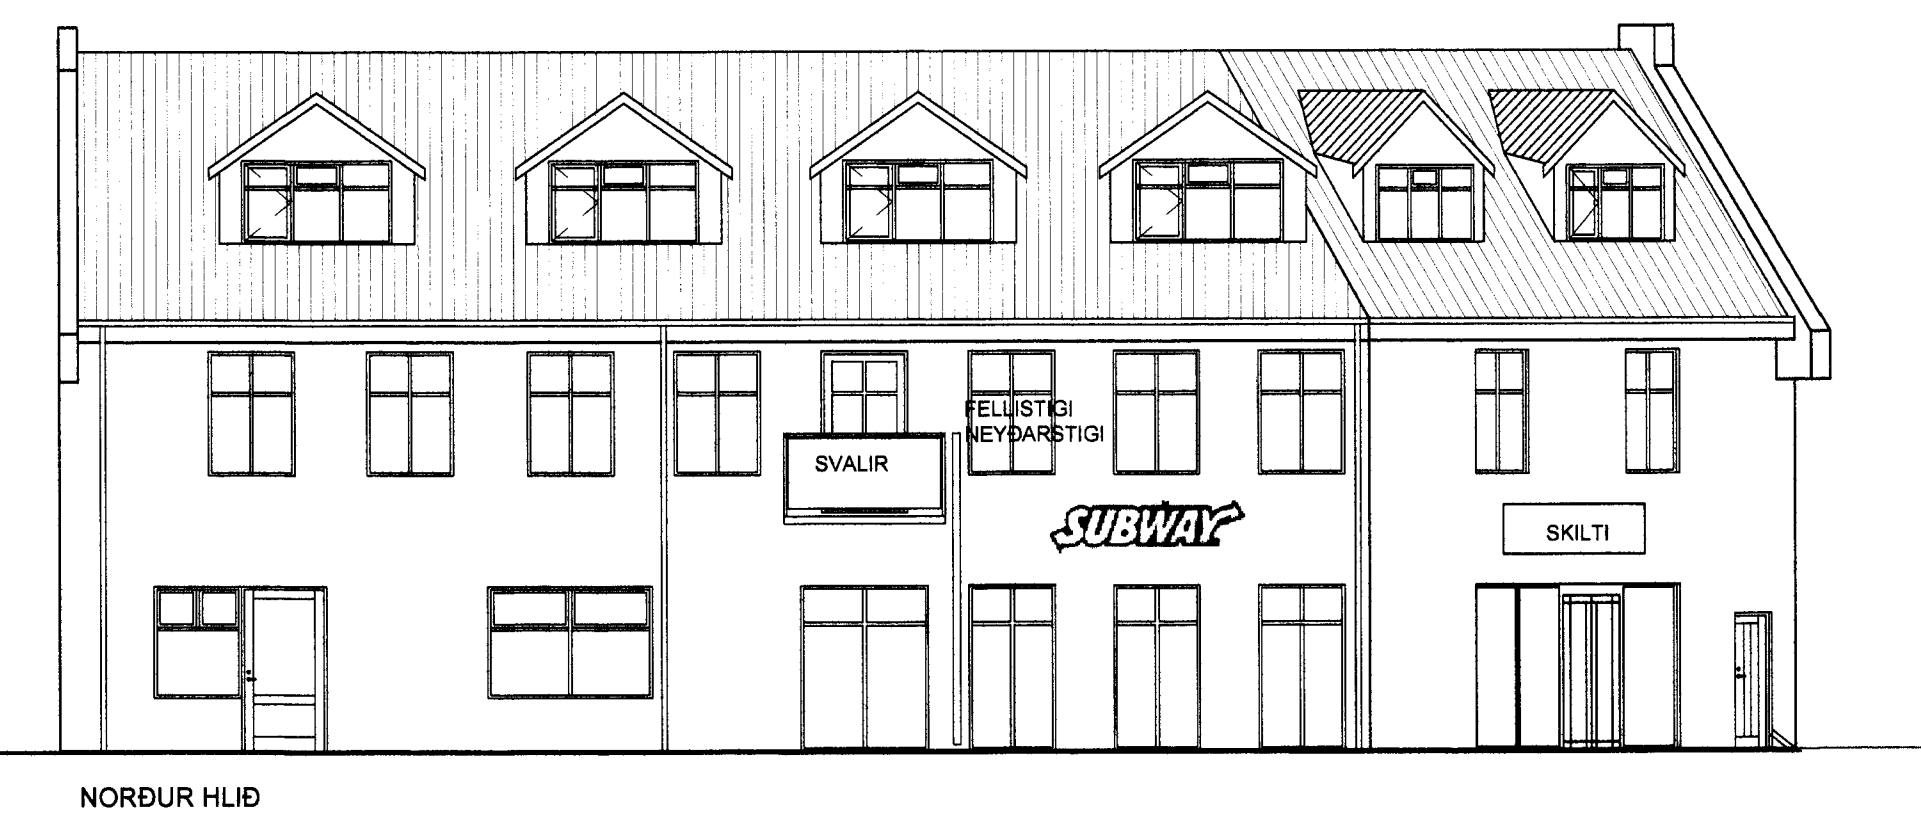 FELLISTIGI
NEYÐARSTIGI
SVALIR
SUBWAY
SKILTI
NORÐUR HLIÐ